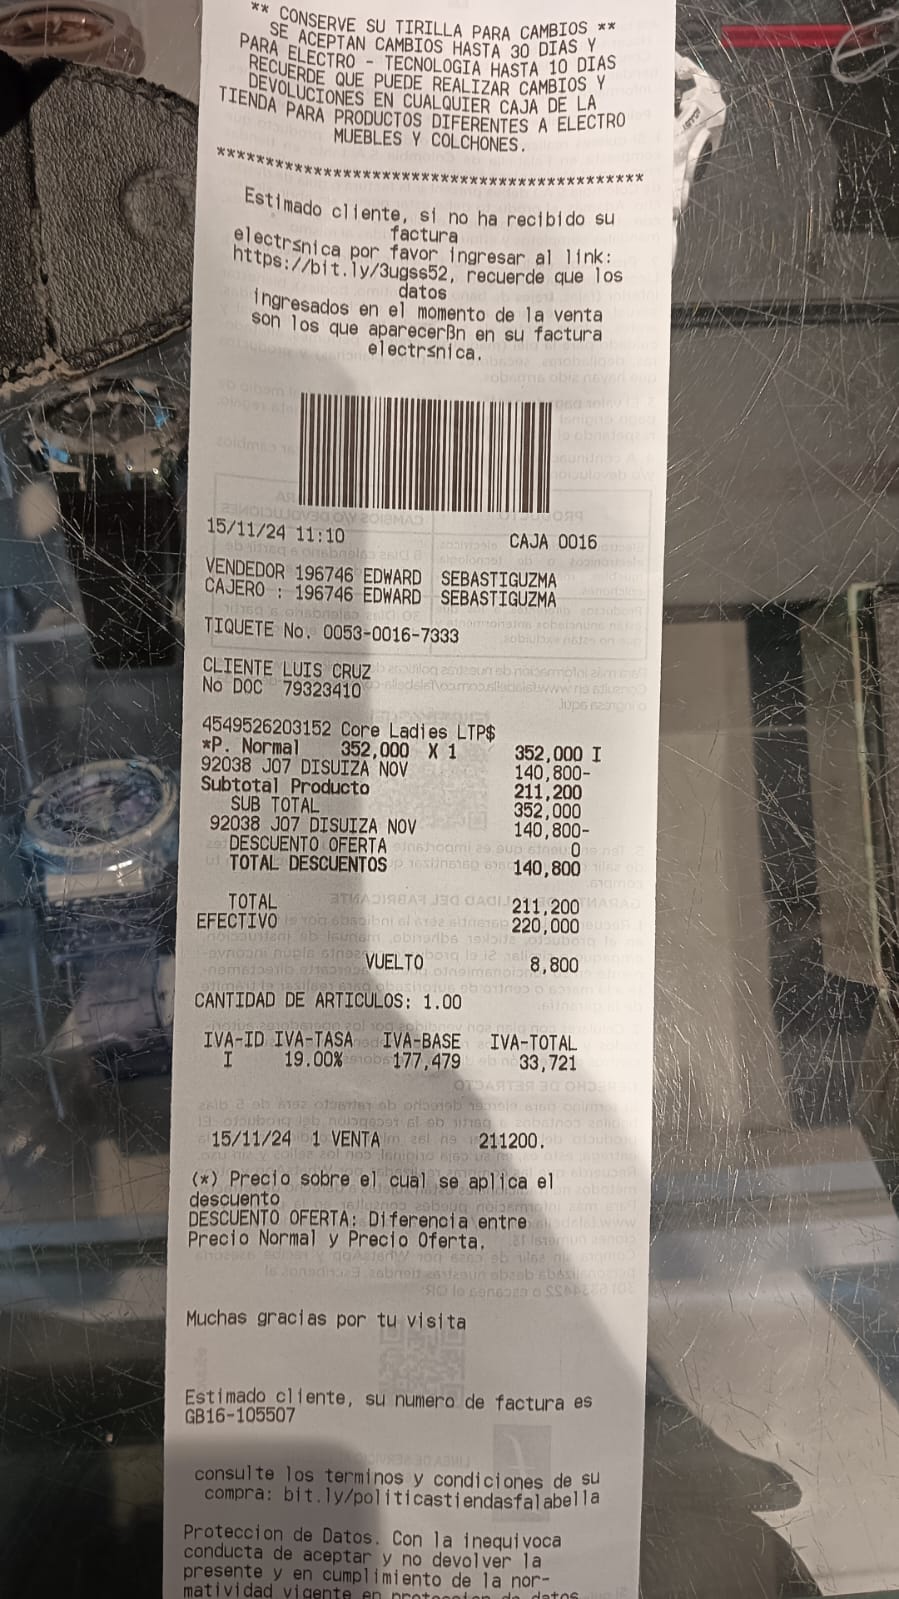 ** CONSERVE SU TIRILLA PARA CAMBIOS **
SE ACEPTAN CAMBIOS HASTA 30 DIAS Y
PARA ELECTRO - TECNOLOGIA HASTA 10 DIAS
RECUERDE QUE PUEDE REALIZAR CAMBIOS Y
DEVOLUCIONES EN CUALQUIER CAJA DE LA
TIENDA PARA PRODUCTOS DIFERENTES A ELECTRO
MUEBLES Y COLCHONES.
********************************************
Estimado cliente, si no ha recibido su
factura
electr≤nica por favor ingresar al link:
https://bit.ly/3ugss52, recuerde que los
datos
ingresados en el momento de la venta
son los que aparecerßn en su factura
electr≤nica.
15/11/24 11:10 CAJA 0016
VENDEDOR 196746 EDWARD SEBASTIGUZMA
CAJERO : 196746 EDWARD SEBASTIGUZMA
TIQUETE No. 0053-0016-7333
CLIENTE LUIS CRUZ
No DOC 79323410
4549526203152 Core Ladies LTP$
*P. Normal 352,000 X 1 352,000 I
92038 J07 DISUIZA NOV 140,800-
Subtotal Producto 211,200
SUB TOTAL 352,000
92038 J07 DISUIZA NOV 140,800-
DESCUENTO OFERTA 0
TOTAL DESCUENTOS 140,800
TOTAL 211,200
EFECTIVO 220,000
VUELTO 8,800
CANTIDAD DE ARTICULOS: 1.00
IVA-ID IVA-TASA IVA-BASE IVA-TOTAL
I 19.00% 177,479 33,721
15/11/24 1 VENTA 211200.
(*) Precio sobre el cual se aplica el
descuento
DESCUENTO OFERTA: Diferencia entre
Precio Normal y Precio Oferta.
Muchas gracias por tu visita
Estimado cliente, su numero de factura es
GB16-105507
consulte los terminos y condiciones de su
compra: bit.ly/politicastiendasfalabella
Proteccion de Datos. Con la inequivoca
conducta de aceptar y no devolver la
presente y en cumplimiento de la nor-
matividad vigente en proteccion de datos